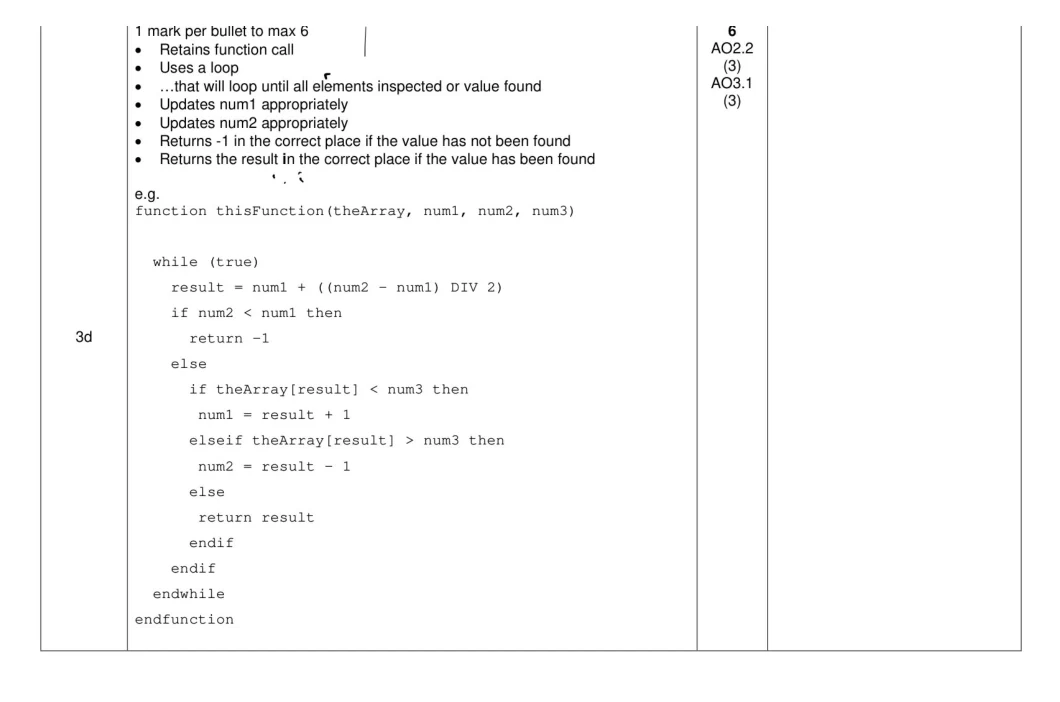 1 mark per bullet to max 6
• Retains function call
• Uses a loop
• …that will loop until all elements inspected or value found
• Updates num1 appropriately
• Updates num2 appropriately
• Returns -1 in the correct place if the value has not been found
• Returns the result in the correct place if the value has been found
e.g.
function thisFunction(theArray, num1, num2, num3)
while (true)
result = num1 + ((num2 – num1) DIV 2)
if num2 < num1 then
return –1
else
if theArray[result] < num3 then
num1 = result + 1
elseif theArray[result] > num3 then
num2 = result – 1
else
return result
endif
endif
endwhile
endfunction
3d
6
AO2.2
(3)
AO3.1
(3)